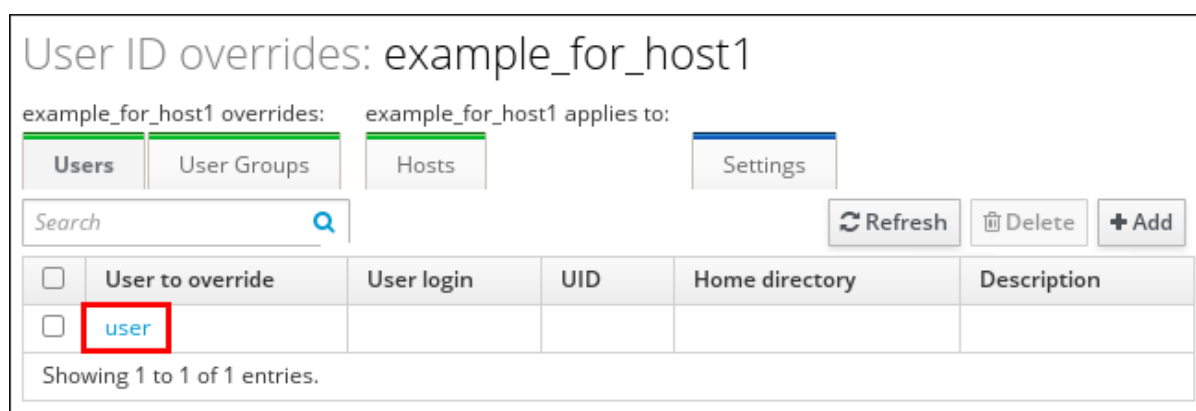 User ID overrides: example_for_host1
example_for_host1 overrides: example_for_host1 applies to:
Users User Groups Hosts Settings
Search Refresh Delete Add
User to override User login UID Home directory Description
user
Showing 1 to 1 of 1 entries.